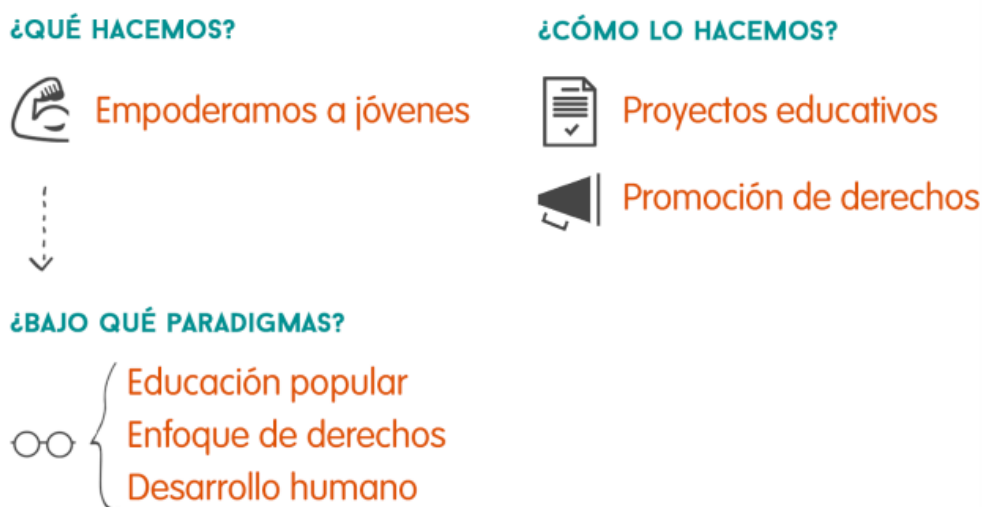 ¿QUÉ HACEMOS?
Empoderamos a jóvenes
¿CÓMO LO HACEMOS?
Proyectos educativos
Promoción de derechos
¿BAJO QUÉ PARADIGMAS?
Educación popular
Enfoque de derechos
Desarrollo humano